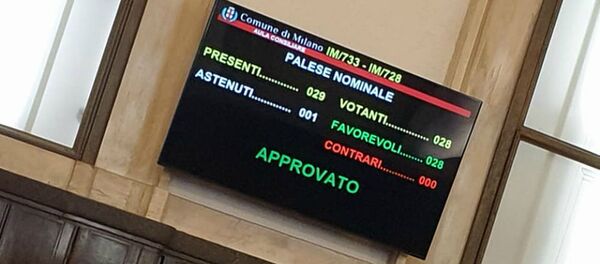 Comune di Milano
AULA CONSILIARE
IM/733 - IM/728
PALESE NOMINALE
PRESENTI............ 029
VOTANTI.............. 028
ASTENUTI............. 001
FAVOREVOLI....... 028
CONTRARI........... 000
APPROVATO